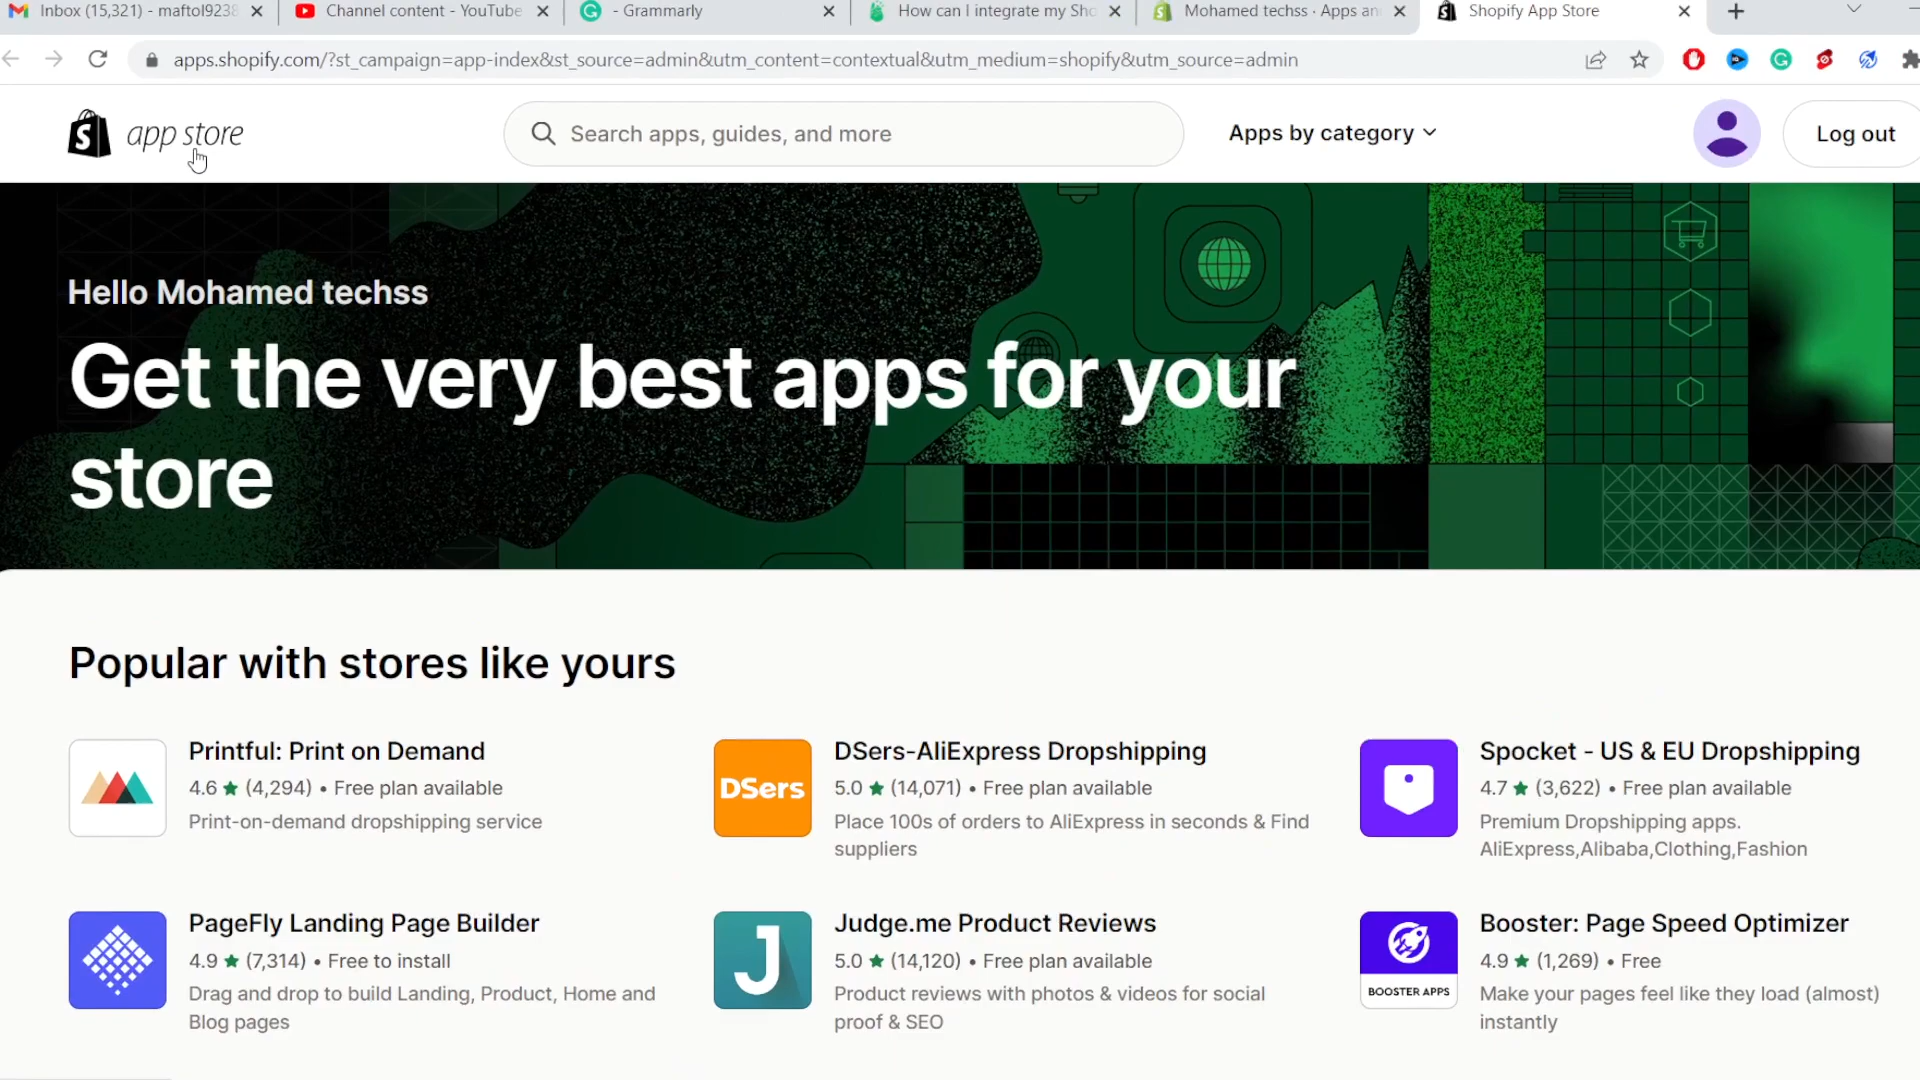 Inbox (15,321) - maftol9238
Channel content - YouTube
- Grammarly
How can I integrate my Sho
Mohamed techss · Apps an
Shopify App Store
apps.shopify.com/?st_campaign=app-index&st_source=admin&utm_content=contextual&utm_medium=shopify&utm_source=admin
app store
Search apps, guides, and more
Apps by category
Log out
Hello Mohamed techss
Get the very best apps for your
store
Popular with stores like yours
Printful: Print on Demand
4.6 ★ (4,294) • Free plan available
Print-on-demand dropshipping service
DSers
DSers-AliExpress Dropshipping
5.0 ★ (14,071) • Free plan available
Place 100s of orders to AliExpress in seconds & Find
suppliers
Spocket - US & EU Dropshipping
4.7 ★ (3,622) • Free plan available
Premium Dropshipping apps.
AliExpress,Alibaba,Clothing,Fashion
PageFly Landing Page Builder
4.9 ★ (7,314) • Free to install
Drag and drop to build Landing, Product, Home and
Blog pages
J
Judge.me Product Reviews
5.0 ★ (14,120) • Free plan available
Product reviews with photos & videos for social
proof & SEO
BOOSTER APPS
Booster: Page Speed Optimizer
4.9 ★ (1,269) • Free
Make your pages feel like they load (almost)
instantly